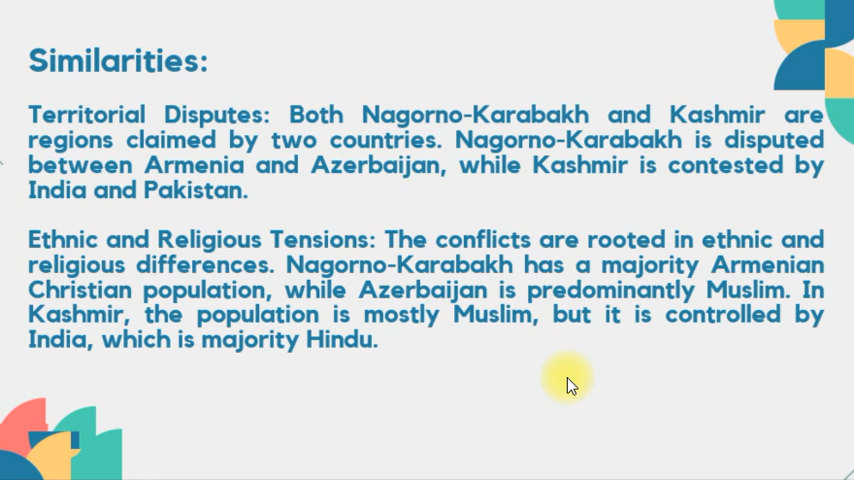 Similarities:
Territorial Disputes: Both Nagorno-Karabakh and Kashmir are
regions claimed by two countries. Nagorno-Karabakh is disputed
between Armenia and Azerbaijan, while Kashmir is contested by
India and Pakistan.
Ethnic and Religious Tensions: The conflicts are rooted in ethnic and
religious differences. Nagorno-Karabakh has a majority Armenian
Christian population, while Azerbaijan is predominantly Muslim. In
Kashmir, the population is mostly Muslim, but it is controlled by
India, which is majority Hindu.